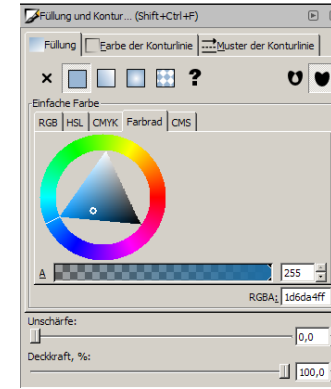 Füllung und Kontur... (Shift+Ctrl+F)
Füllung Farbe der Konturlinie Muster der Konturlinie
?
Einfache Farbe
RGB HSL CMYK Farbrad CMS
A 255
RGBA: 1d6da4ff
Unschärfe:
0,0
Deckkraft, %:
100,0